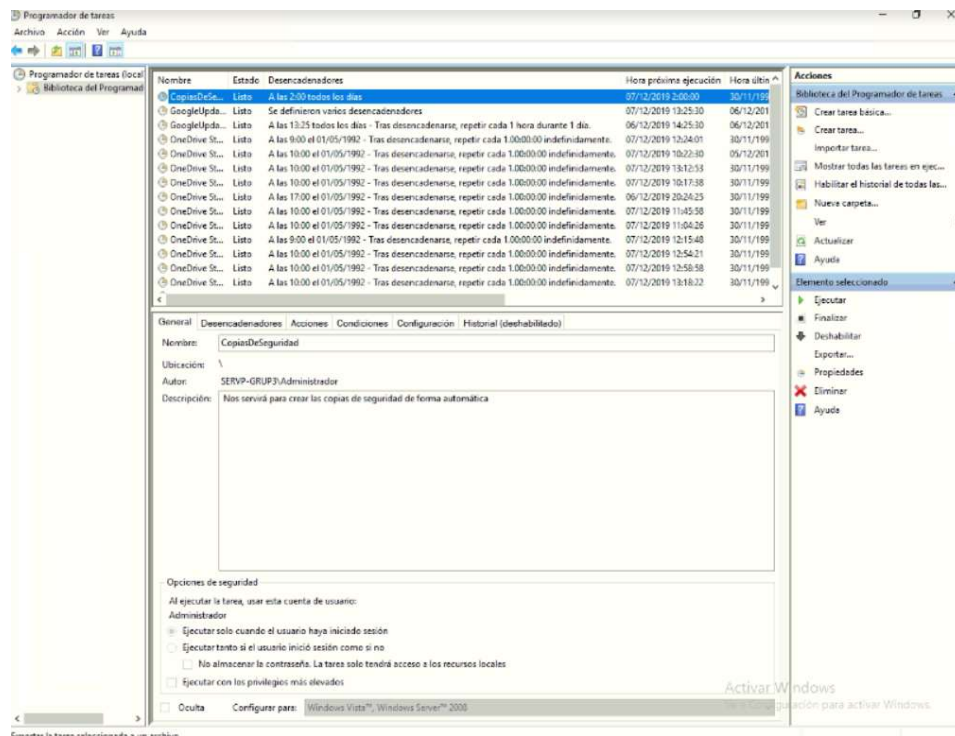 Programador de tareas
Archivo Acción Ver Ayuda
Programador de tareas (local
Biblioteca del Programad
Nombre Estado Desencadenadores Hora próxima ejecución Hora últin
CopiasDeSe... Listo A las 2:00 todos los días 07/12/2019 2:00:00 30/11/199
GoogleUpda... Listo Se definieron varios desencadenadores 07/12/2019 13:25:30 06/12/201
GoogleUpda... Listo A las 13:25 todos los días - Tras desencadenarse, repetir cada 1 hora durante 1 día. 06/12/2019 14:25:30 06/12/201
OneDrive St... Listo A las 9:00 el 01/05/1992 - Tras desencadenarse, repetir cada 1.00:00:00 indefinidamente. 07/12/2019 12:24:01 30/11/199
OneDrive St... Listo A las 10:00 el 01/05/1992 - Tras desencadenarse, repetir cada 1.00:00:00 indefinidamente. 07/12/2019 10:22:30 05/12/201
OneDrive St... Listo A las 10:00 el 01/05/1992 - Tras desencadenarse, repetir cada 1.00:00:00 indefinidamente. 07/12/2019 13:12:53 30/11/199
OneDrive St... Listo A las 10:00 el 01/05/1992 - Tras desencadenarse, repetir cada 1.00:00:00 indefinidamente. 07/12/2019 10:17:38 30/11/199
OneDrive St... Listo A las 17:00 el 01/05/1992 - Tras desencadenarse, repetir cada 1.00:00:00 indefinidamente. 06/12/2019 20:24:25 30/11/199
OneDrive St... Listo A las 10:00 el 01/05/1992 - Tras desencadenarse, repetir cada 1.00:00:00 indefinidamente. 07/12/2019 11:45:58 30/11/199
OneDrive St... Listo A las 10:00 el 01/05/1992 - Tras desencadenarse, repetir cada 1.00:00:00 indefinidamente. 07/12/2019 11:04:26 30/11/199
OneDrive St... Listo A las 9:00 el 01/05/1992 - Tras desencadenarse, repetir cada 1.00:00:00 indefinidamente. 07/12/2019 12:15:48 30/11/199
OneDrive St... Listo A las 10:00 el 01/05/1992 - Tras desencadenarse, repetir cada 1.00:00:00 indefinidamente. 07/12/2019 12:54:21 30/11/199
OneDrive St... Listo A las 10:00 el 01/05/1992 - Tras desencadenarse, repetir cada 1.00:00:00 indefinidamente. 07/12/2019 12:58:58 30/11/199
OneDrive St... Listo A las 10:00 el 01/05/1992 - Tras desencadenarse, repetir cada 1.00:00:00 indefinidamente. 07/12/2019 13:18:22 30/11/199
General Desencadenadores Acciones Condiciones Configuración Historial (deshabilitado)
Nombre: CopiasDeSeguridad
Ubicación: \
Autor: SERVP-GRUP3\Administrador
Descripción: Nos servirá para crear las copias de seguridad de forma automática
Opciones de seguridad
Al ejecutar la tarea, usar esta cuenta de usuario:
Administrador
Ejecutar solo cuando el usuario haya iniciado sesión
Ejecutar tanto si el usuario inició sesión como si no
No almacenar la contraseña. La tarea solo tendrá acceso a los recursos locales
Ejecutar con los privilegios más elevados
Oculta Configurar para: Windows Vista™, Windows Server™ 2008
Acciones
Biblioteca del Programador de tareas
Crear tarea básica...
Crear tarea...
Importar tarea...
Mostrar todas las tareas en ejec...
Habilitar el historial de todas las...
Nueva carpeta...
Ver
Actualizar
Ayuda
Elemento seleccionado
Ejecutar
Finalizar
Deshabilitar
Exportar...
Propiedades
Eliminar
Ayuda
Activar Windows
Ve a Configuración para activar Windows.
Exportar la tarea seleccionada a un archivo